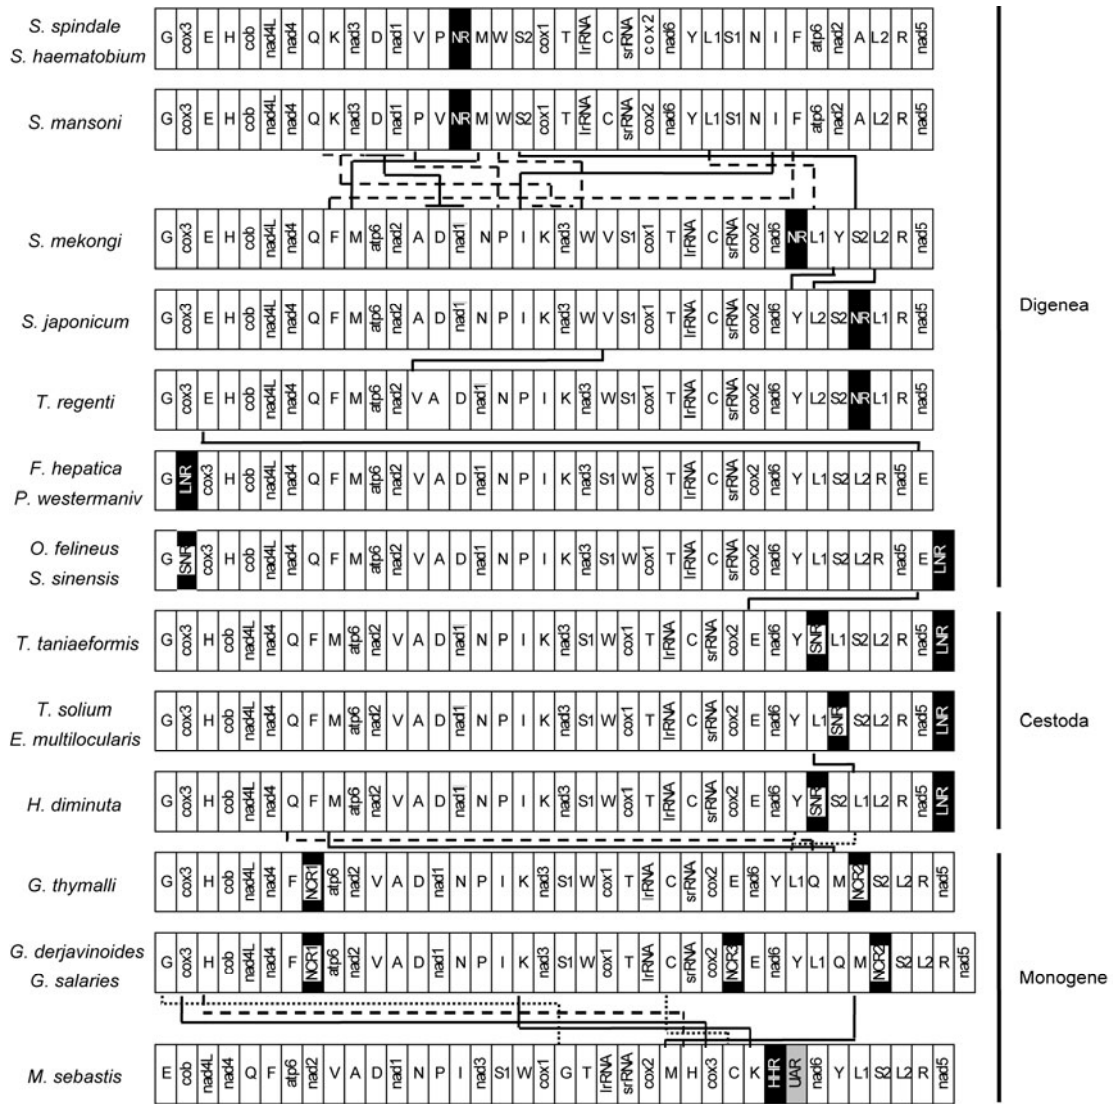 S. spindale
S. haematobium
G cox3 E H cob nad4L nad4 Q K nad3 D nad1 V P NR M W S2 cox1 T lrRNA C srRNA cox2 nad6 Y L1 S1 N I F atp6 nad2 A L2 R nad5
S. mansoni
G cox3 E H cob nad4L nad4 Q K nad3 D nad1 P V NR M W S2 cox1 T lrRNA C srRNA cox2 nad6 Y L1 S1 N I F atp6 nad2 A L2 R nad5
S. mekongi
G cox3 E H cob nad4L nad4 Q F M atp6 nad2 A D nad1 N P I K nad3 W V S1 cox1 T lrRNA C srRNA cox2 nad6 NR L1 Y S2 L2 R nad5
S. japonicum
G cox3 E H cob nad4L nad4 Q F M atp6 nad2 A D nad1 N P I K nad3 W V S1 cox1 T lrRNA C srRNA cox2 nad6 Y L2 S2 NR L1 R nad5
Digenea
T. regenti
G cox3 E H cob nad4L nad4 Q F M atp6 nad2 V A D nad1 N P I K nad3 W S1 cox1 T lrRNA C srRNA cox2 nad6 Y L2 S2 NR L1 R nad5
F. hepatica
P. westermaniv
G LNR cox3 H cob nad4L nad4 Q F M atp6 nad2 V A D nad1 N P I K nad3 S1 W cox1 T lrRNA C srRNA cox2 nad6 Y L1 S2 L2 R nad5 E
O. felineus
S. sinensis
G SNR cox3 H cob nad4L nad4 Q F M atp6 nad2 V A D nad1 N P I K nad3 S1 W cox1 T lrRNA C srRNA cox2 nad6 Y L1 S2 L2 R nad5 E LNR
T. taniaeformis
G cox3 H cob nad4L nad4 Q F M atp6 nad2 V A D nad1 N P I K nad3 S1 W cox1 T lrRNA C srRNA cox2 E nad6 Y SNR L1 S2 L2 R nad5 LNR
T. solium
E. multilocularis
G cox3 H cob nad4L nad4 Q F M atp6 nad2 V A D nad1 N P I K nad3 S1 W cox1 T lrRNA C srRNA cox2 E nad6 Y L1 SNR S2 L2 R nad5 LNR
Cestoda
H. diminuta
G cox3 H cob nad4L nad4 Q F M atp6 nad2 V A D nad1 N P I K nad3 S1 W cox1 T lrRNA C srRNA cox2 E nad6 Y SNR S2 L1 L2 R nad5 LNR
G. thymalli
G cox3 H cob nad4L nad4 F NCR1 atp6 nad2 V A D nad1 N P I K nad3 S1 W cox1 T lrRNA C srRNA cox2 E nad6 Y L1 Q M NCR2 S2 L2 R nad5
G. derjavinoides
G. salaries
G cox3 H cob nad4L nad4 F NCR1 atp6 nad2 V A D nad1 N P I K nad3 S1 W cox1 T lrRNA C srRNA cox2 NCR3 E nad6 Y L1 Q M NCR2 S2 L2 R nad5
Monogene
M. sebastis
E cob nad4L nad4 Q F atp6 nad2 V A D nad1 N P I nad3 S1 W cox1 G T lrRNA srRNA cox2 M H cox3 C K HHR UAR nad6 Y L1 S2 L2 R nad5